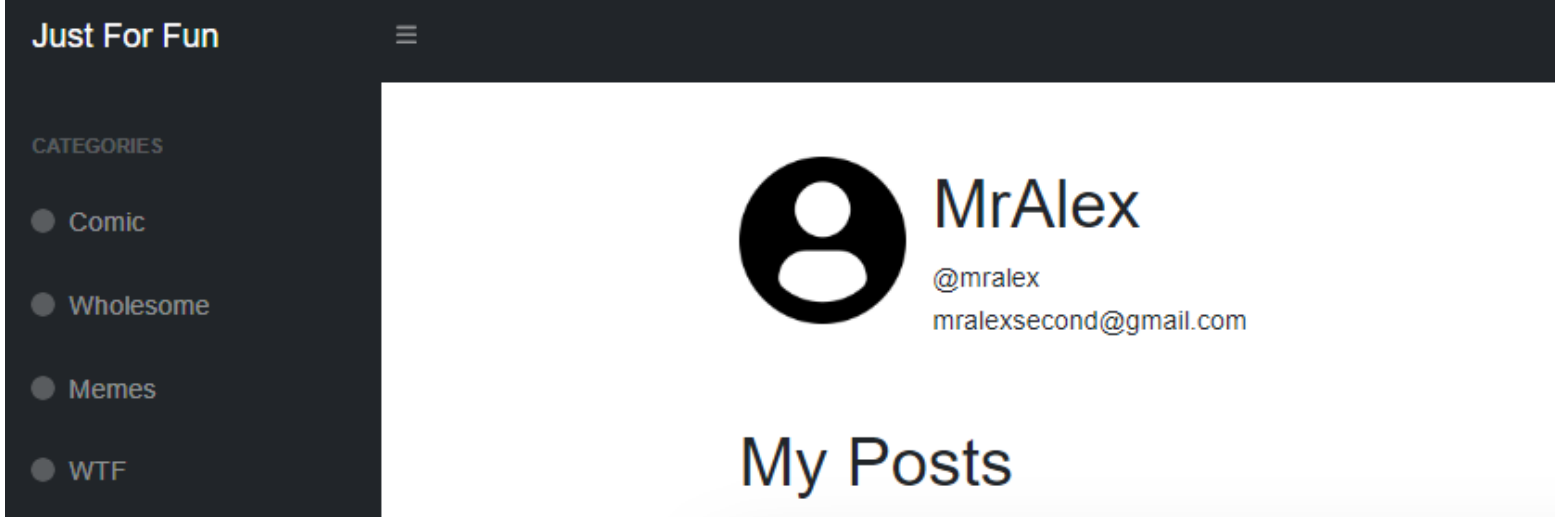 Just For Fun
CATEGORIES
Comic
Wholesome
Memes
WTF
MrAlex
@mralex
mralexsecond@gmail.com
My Posts